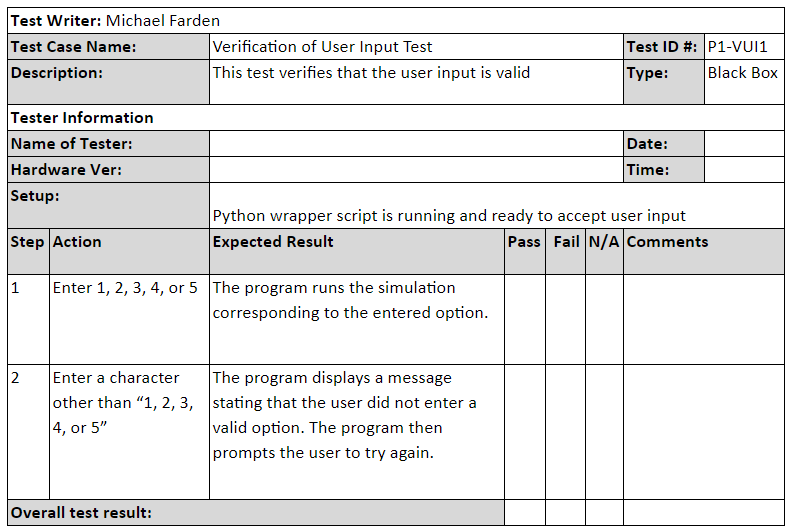 Test Writer: Michael Farden
Test Case Name: Verification of User Input Test Test ID #: P1-VUI1
Description: This test verifies that the user input is valid Type: Black Box
Tester Information
Name of Tester: Date:
Hardware Ver: Time:
Setup:
Python wrapper script is running and ready to accept user input
Step Action Expected Result Pass Fail N/A Comments
1 Enter 1, 2, 3, 4, or 5 The program runs the simulation
corresponding to the entered option.
2 Enter a character The program displays a message
other than “1, 2, 3, stating that the user did not enter a
4, or 5” valid option. The program then
prompts the user to try again.
Overall test result: